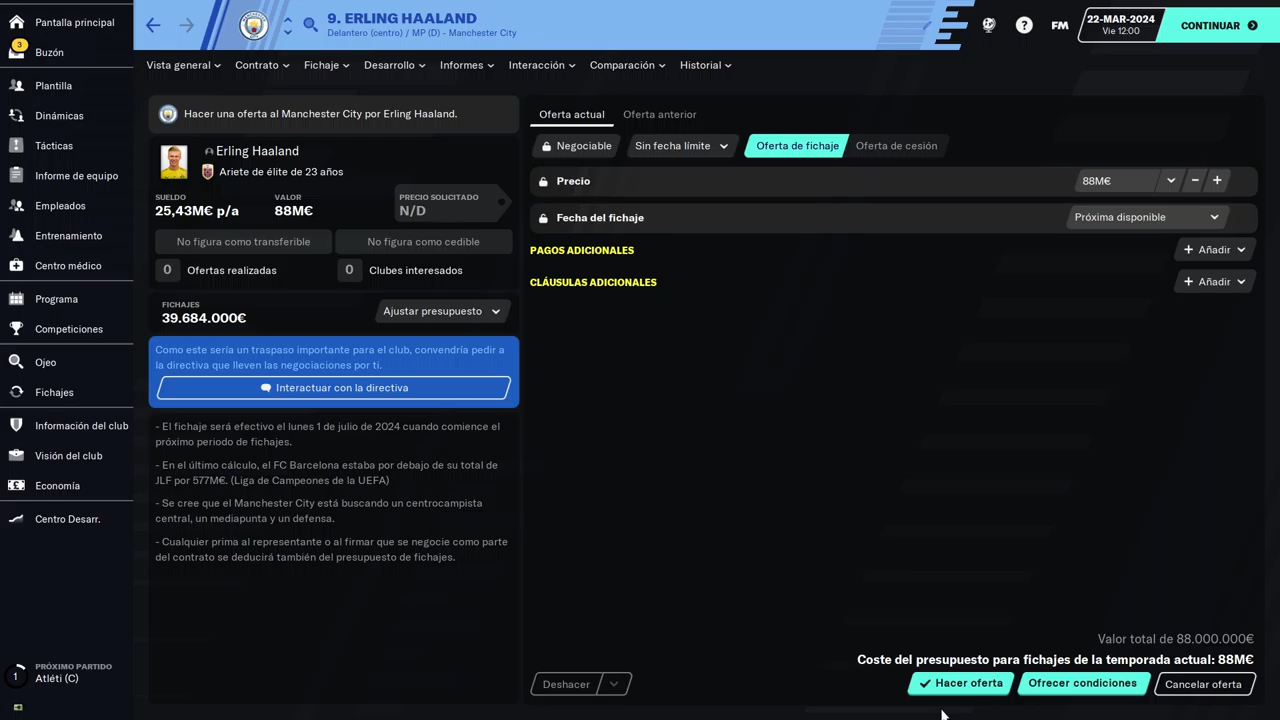 Pantalla principal
3
Buzón
Plantilla
Dinámicas
Tácticas
Informe de equipo
Empleados
Entrenamiento
Centro médico
Programa
Competiciones
Ojeo
Fichajes
Información del club
Visión del club
Economía
Centro Desarr.
1
PRÓXIMO PARTIDO
Atléti (C)
9. ERLING HAALAND
Delantero (centro) / MP (D) - Manchester City
?
FM
22-MAR-2024
Vie 12:00
CONTINUAR
Vista general
Contrato
Fichaje
Desarrollo
Informes
Interacción
Comparación
Historial
Hacer una oferta al Manchester City por Erling Haaland.
Erling Haaland
Ariete de élite de 23 años
SUELDO
25,43M€ p/a
VALOR
88M€
PRECIO SOLICITADO
N/D
No figura como transferible
No figura como cedible
0 Ofertas realizadas
0 Clubes interesados
FICHAJES
39.684.000€
Ajustar presupuesto
Como este sería un traspaso importante para el club, convendría pedir a
la directiva que lleven las negociaciones por ti.
Interactuar con la directiva
- El fichaje será efectivo el lunes 1 de julio de 2024 cuando comience el
próximo periodo de fichajes.
- En el último cálculo, el FC Barcelona estaba por debajo de su total de
JLF por 577M€. (Liga de Campeones de la UEFA)
- Se cree que el Manchester City está buscando un centrocampista
central, un mediapunta y un defensa.
- Cualquier prima al representante o al firmar que se negocie como parte
del contrato se deducirá también del presupuesto de fichajes.
Oferta actual
Oferta anterior
Negociable
Sin fecha límite
Oferta de fichaje
Oferta de cesión
Precio
88M€
Fecha del fichaje
Próxima disponible
PAGOS ADICIONALES
+ Añadir
CLÁUSULAS ADICIONALES
+ Añadir
Valor total de 88.000.000€
Coste del presupuesto para fichajes de la temporada actual: 88M€
Deshacer
Hacer oferta
Ofrecer condiciones
Cancelar oferta